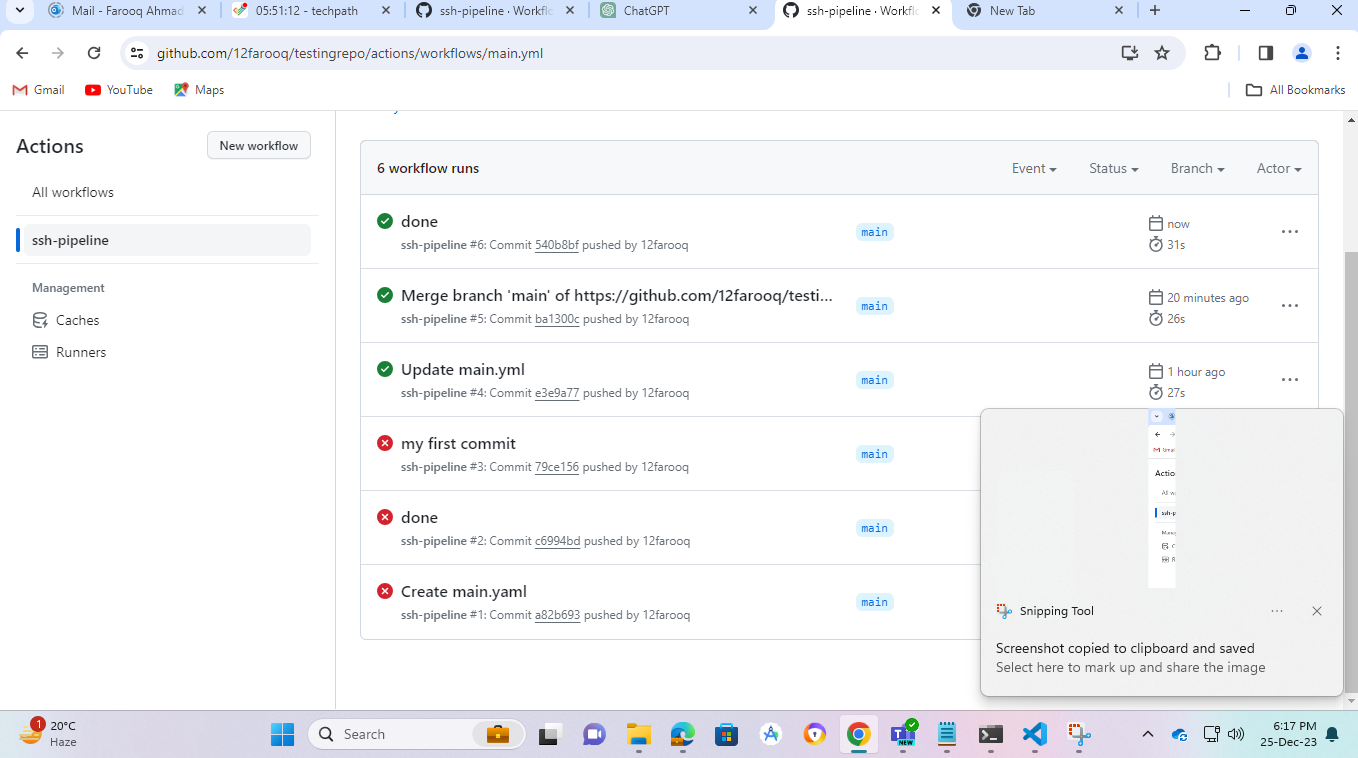 Mail - Farooq Ahmad
05:51:12 - techpath
ssh-pipeline · Workflo
ChatGPT
ssh-pipeline · Workflo
New Tab
github.com/12farooq/testingrepo/actions/workflows/main.yml
Gmail
YouTube
Maps
All Bookmarks
Actions
New workflow
All workflows
ssh-pipeline
Management
Caches
Runners
6 workflow runs
Event
Status
Branch
Actor
done
ssh-pipeline #6: Commit 540b8bf pushed by 12farooq
main
now
31s
Merge branch 'main' of https://github.com/12farooq/testi...
ssh-pipeline #5: Commit ba1300c pushed by 12farooq
main
20 minutes ago
26s
Update main.yml
ssh-pipeline #4: Commit e3e9a77 pushed by 12farooq
main
1 hour ago
27s
my first commit
ssh-pipeline #3: Commit 79ce156 pushed by 12farooq
main
done
ssh-pipeline #2: Commit c6994bd pushed by 12farooq
main
Create main.yaml
ssh-pipeline #1: Commit a82b693 pushed by 12farooq
main
Gmail
Actio
All w
ssh-p
Mana
Snipping Tool
Screenshot copied to clipboard and saved
Select here to mark up and share the image
1
20°C
Haze
Search
NEW
6:17 PM
25-Dec-23